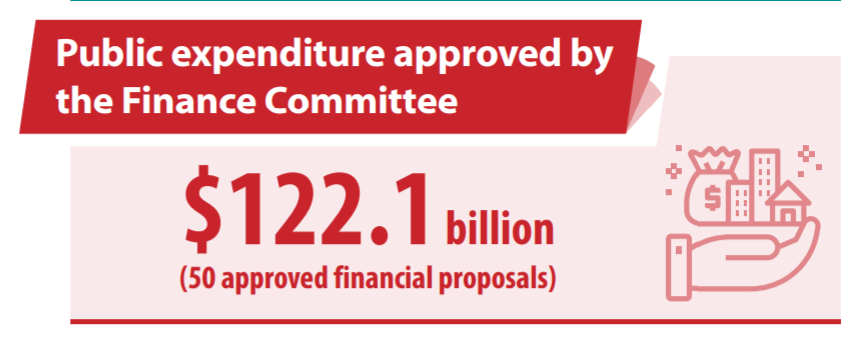 Public expenditure approved by
the Finance Committee
$122.1 billion
(50 approved financial proposals)
$